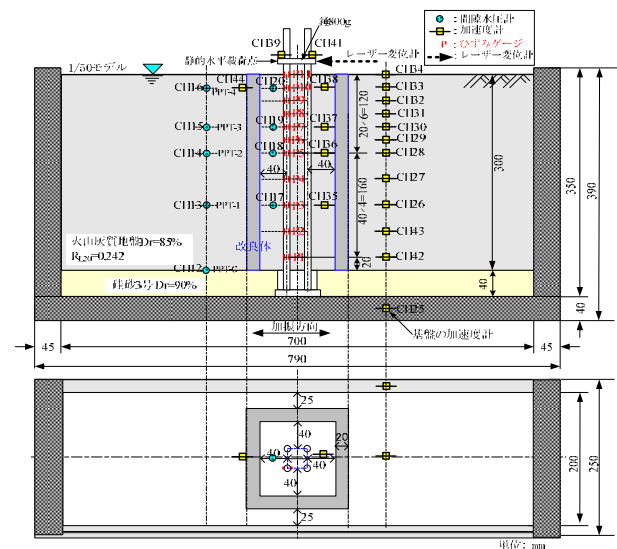 錘800g
CH39
CH41
静的水平載荷点
レーザー変位計
: 間隙水圧計
: 加速度計
P : ひずみゲージ
: レーザー変位計
1/50モデル
CH34
CH44
CH16
PPT-4
CH20
CH38
CH33
CH32
CH31
CH15
PPT-3
CH19
CH37
CH30
CH29
CH14
PPT-2
CH18
CH36
CH28
CH27
CH13
PPT-1
CH17
CH35
CH26
CH43
CH42
P5
P4
P3
P2
P1
40
40
20×6=120
40×4=160
20
300
350
390
40
40
火山灰質地盤Dr=85%
RL20=0.242
改良体
CH12
PPT-0
硅砂3号 Dr=90%
CH25
加振方向
基盤の加速度計
45
700
45
790
25
40
20
40
40
40
25
200
250
単位: mm